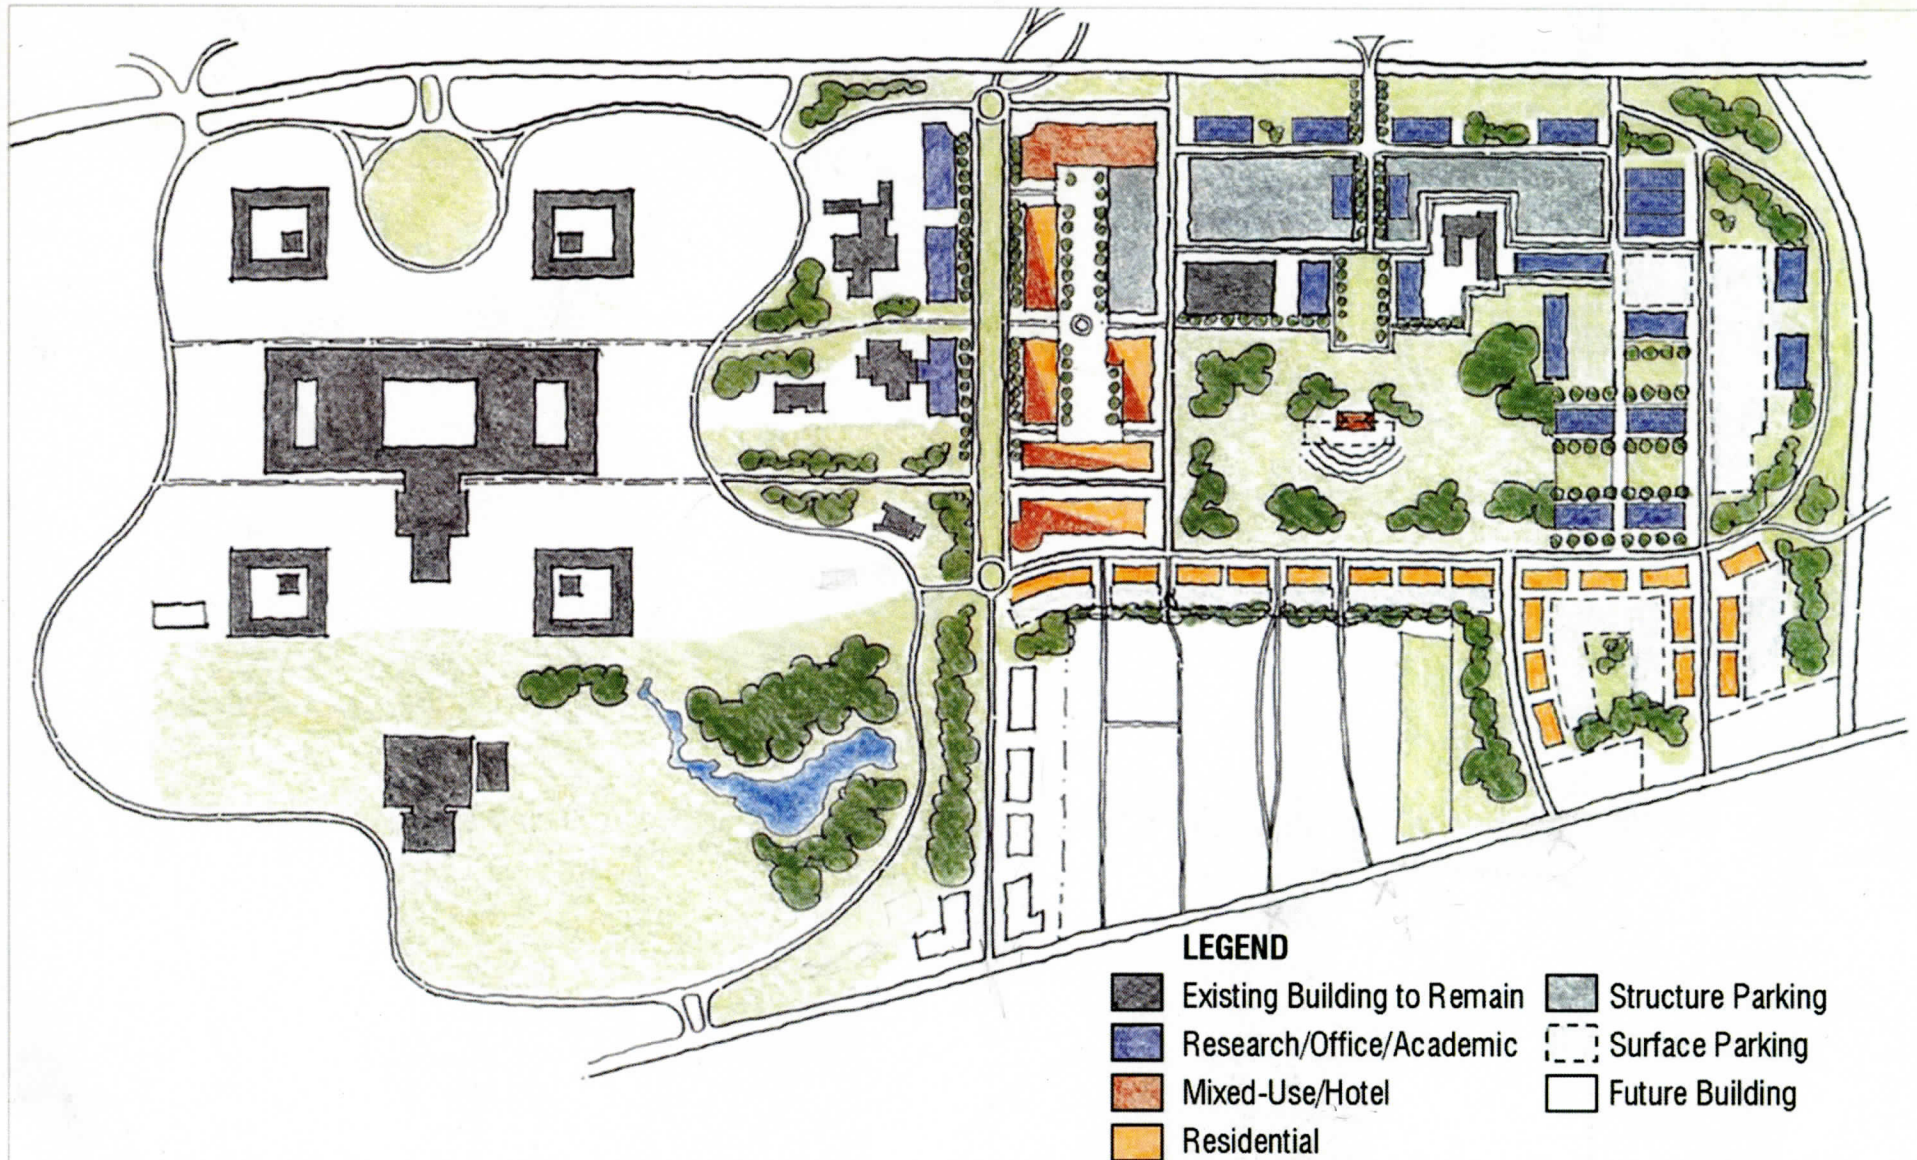 LEGEND
Existing Building to Remain
Research/Office/Academic
Mixed-Use/Hotel
Residential
Structure Parking
Surface Parking
Future Building